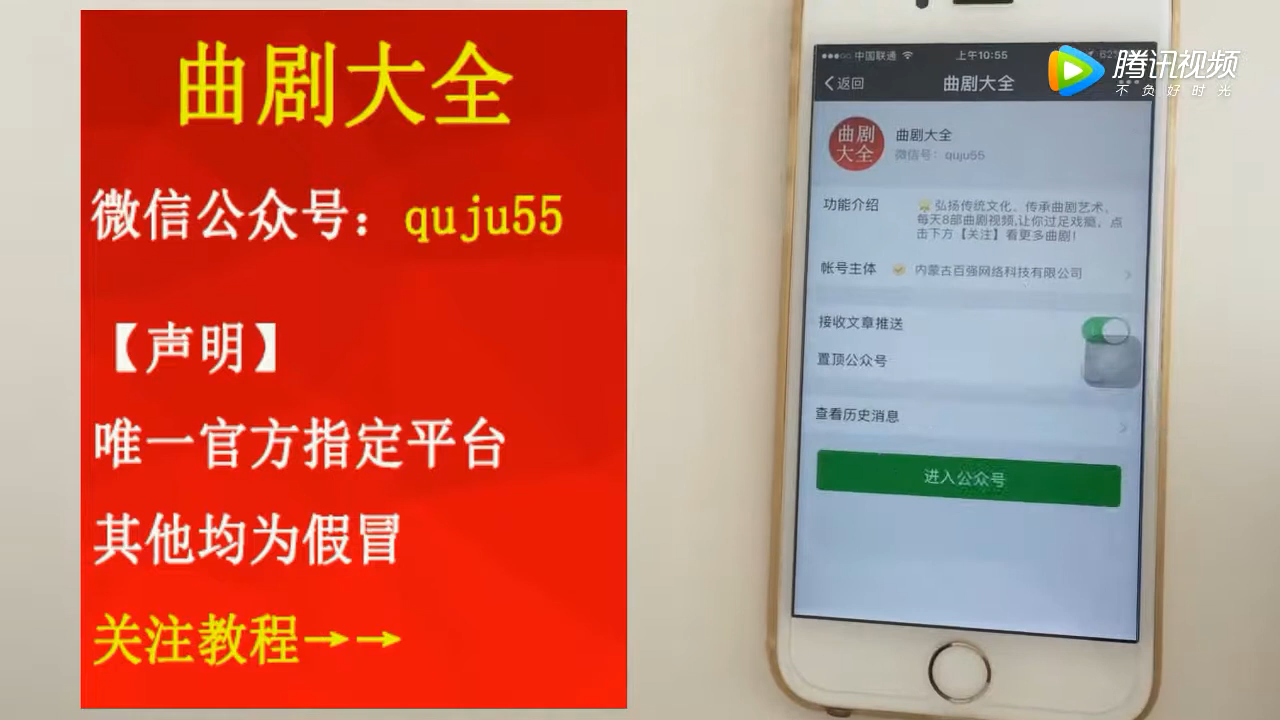 曲剧大全
微信公众号：quju55
【声明】
唯一官方指定平台
其他均为假冒
关注教程→→
中国联通
上午10:55
返回
曲剧大全
腾讯视频
不负好时光
曲剧
大全
曲剧大全
微信号：quju55
功能介绍
弘扬传统文化、传承曲剧艺术，
每天8部曲剧视频,让你过足戏瘾，点
击下方【关注】看更多曲剧！
帐号主体
内蒙古百强网络科技有限公司
接收文章推送
置顶公众号
查看历史消息
进入公众号